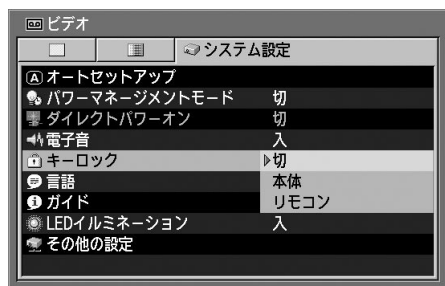 ビデオ
システム設定
Aオートセットアップ
パワーマネージメントモード 切
ダイレクトパワーオン 切
電子音 入
キーロック 切
言語 本体
ガイド リモコン
LEDイルミネーション 入
その他の設定